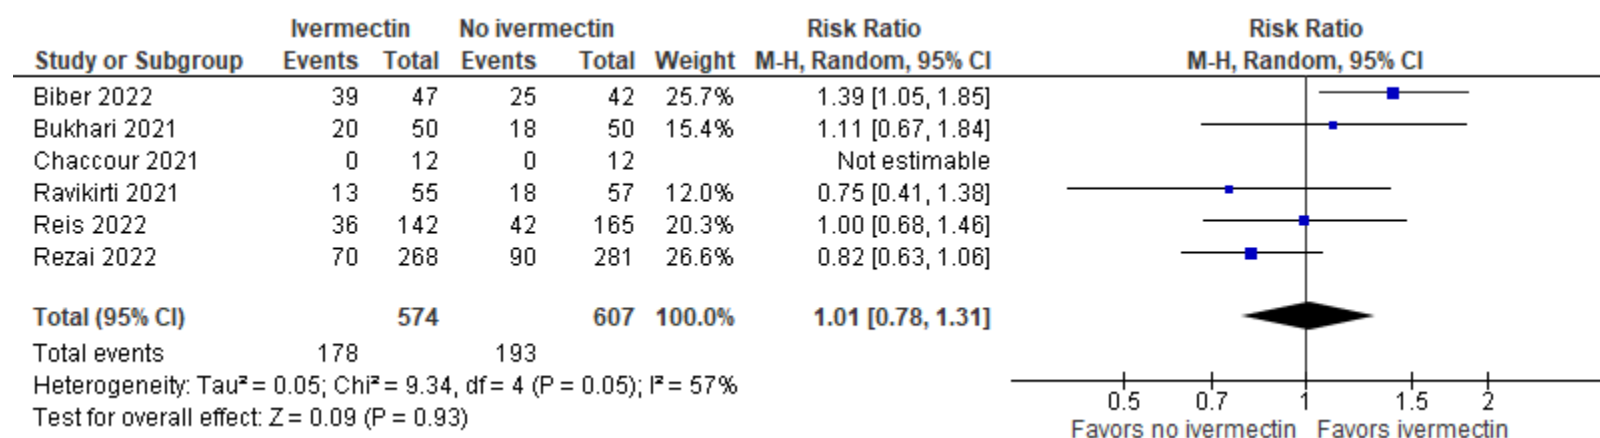 Ivermectin No ivermectin Risk Ratio Risk Ratio
Study or Subgroup Events Total Events Total Weight M-H, Random, 95% CI M-H, Random, 95% CI
Biber 2022 39 47 25 42 25.7% 1.39 [1.05, 1.85]
Bukhari 2021 20 50 18 50 15.4% 1.11 [0.67, 1.84]
Chaccour 2021 0 12 0 12 Not estimable
Ravikirti 2021 13 55 18 57 12.0% 0.75 [0.41, 1.38]
Reis 2022 36 142 42 165 20.3% 1.00 [0.68, 1.46]
Rezai 2022 70 268 90 281 26.6% 0.82 [0.63, 1.06]
Total (95% CI) 574 607 100.0% 1.01 [0.78, 1.31]
Total events 178 193
Heterogeneity: Tau² = 0.05; Chi² = 9.34, df = 4 (P = 0.05); I² = 57%
Test for overall effect: Z = 0.09 (P = 0.93)
0.5 0.7 1 1.5 2
Favors no ivermectin Favors ivermectin